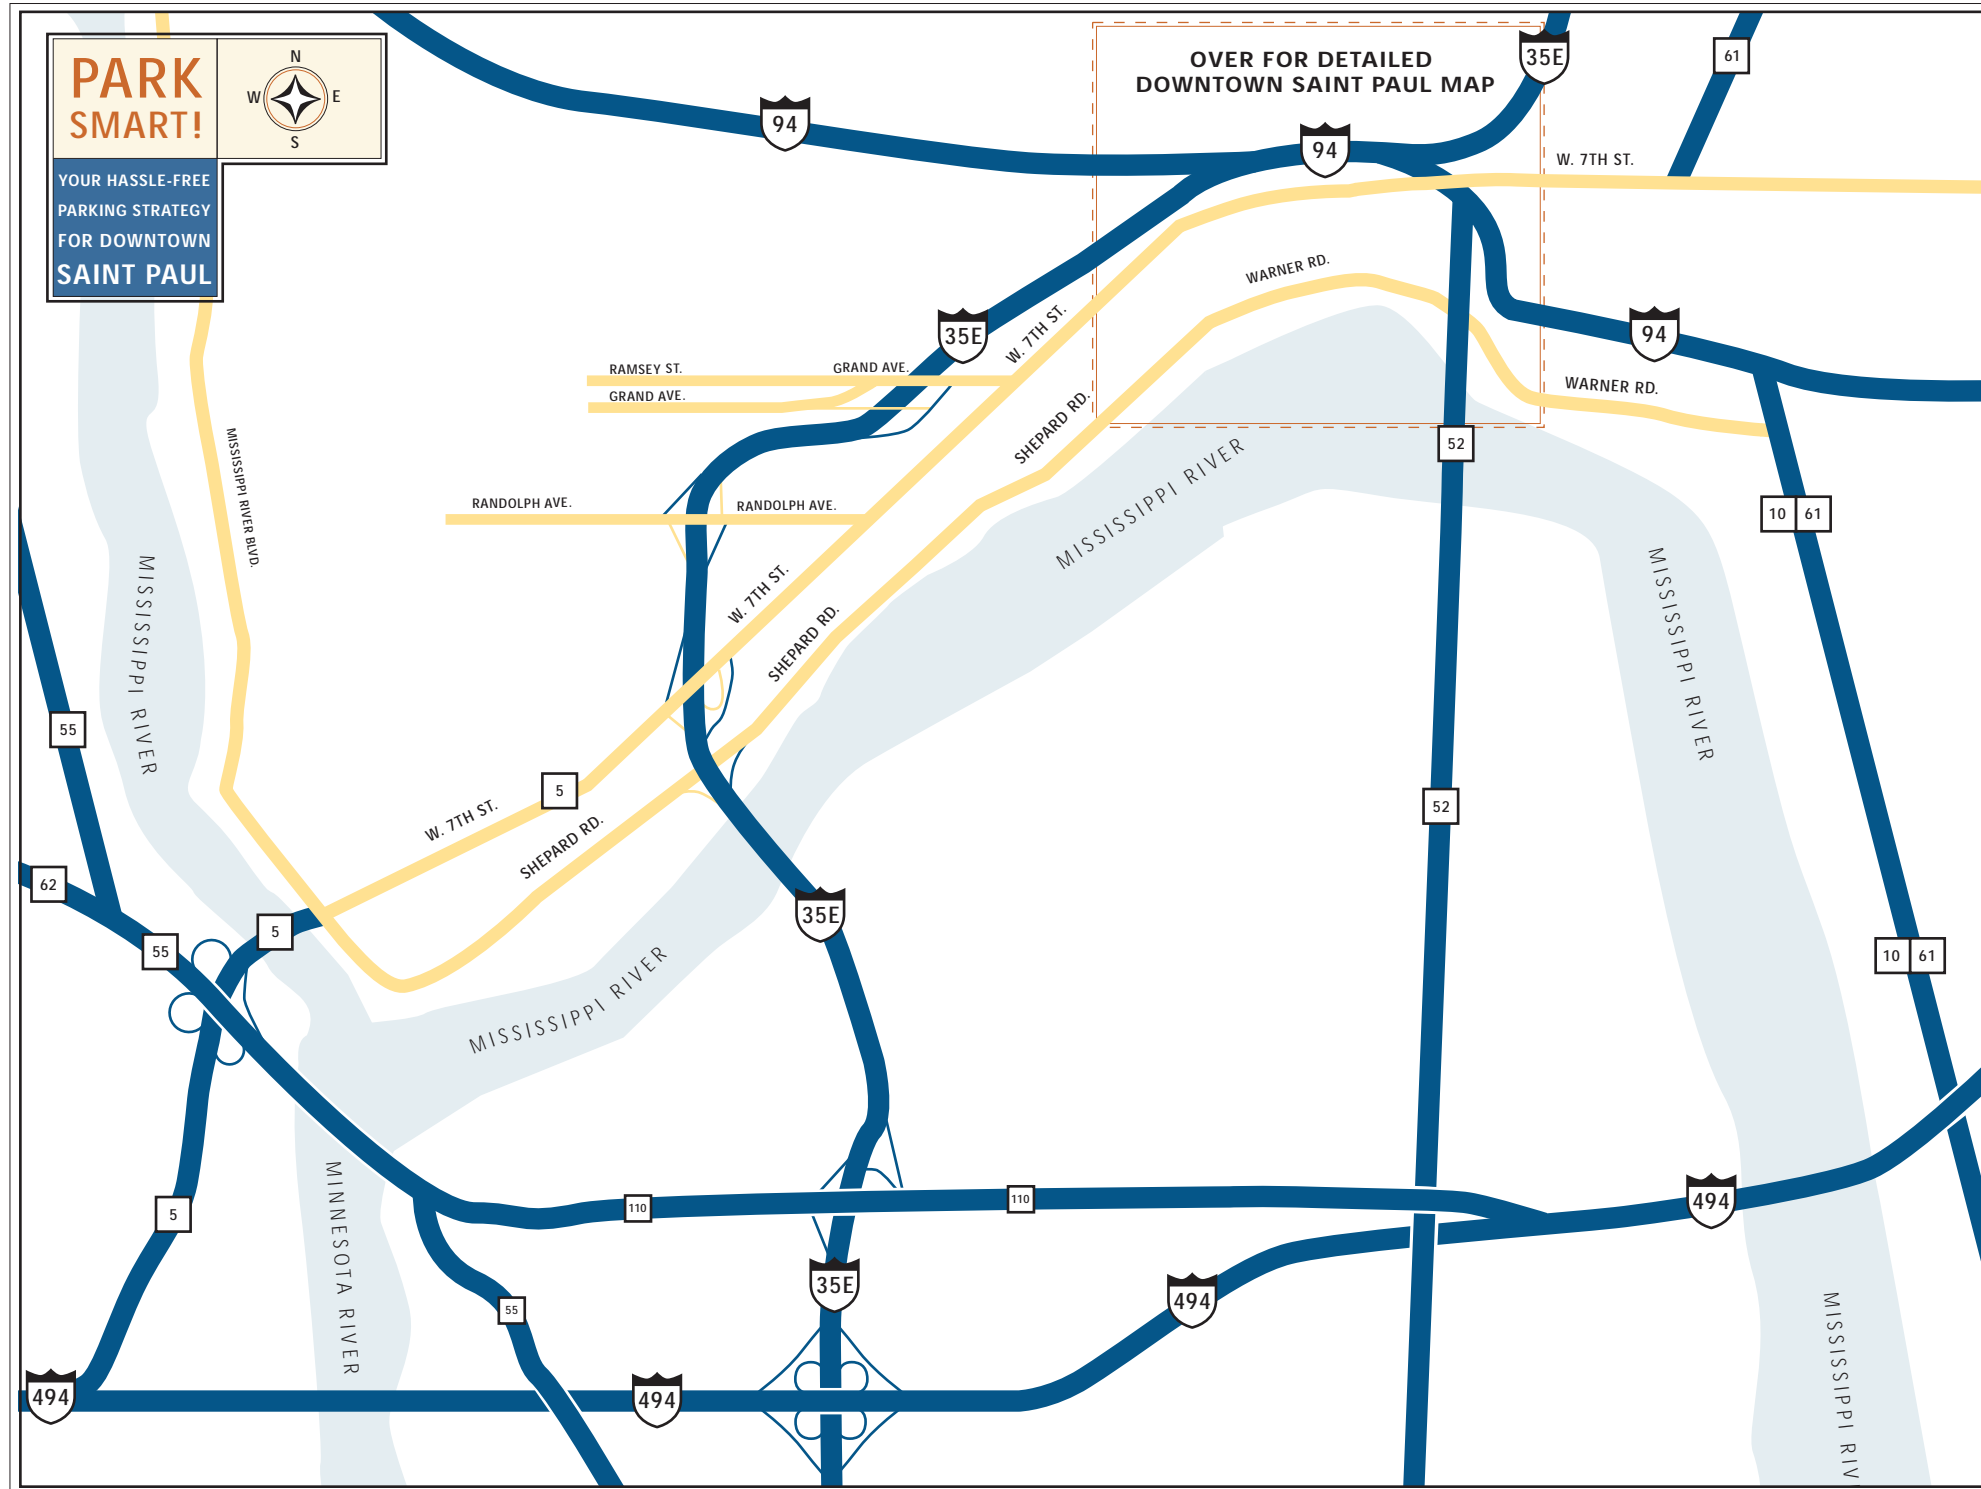 PARK
SMART!
N
W
E
S
YOUR HASSLE-FREE
PARKING STRATEGY
FOR DOWNTOWN
SAINT PAUL
OVER FOR DETAILED
DOWNTOWN SAINT PAUL MAP
35E
61
94
94
W. 7TH ST.
WARNER RD.
35E
W. 7TH ST.
94
RAMSEY ST.
GRAND AVE.
GRAND AVE.
WARNER RD.
SHEPARD RD.
MISSISSIPPI RIVER BLVD.
52
MISSISSIPPI RIVER
RANDOLPH AVE.
RANDOLPH AVE.
10
61
MISSISSIPPI RIVER
MISSISSIPPI RIVER
W. 7TH ST.
SHEPARD RD.
55
5
52
W. 7TH ST.
SHEPARD RD.
62
35E
5
55
10
61
MISSISSIPPI RIVER
MINNESOTA RIVER
5
110
110
494
35E
494
55
MISSISSIPPI RIV
494
494